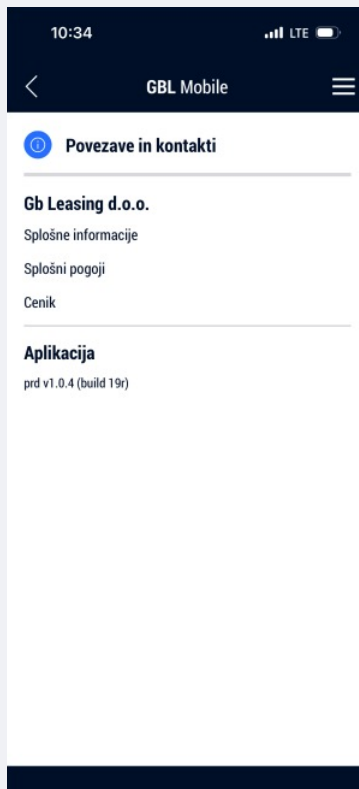 10:34 LTE
GBL Mobile
Povezave in kontakti
Gb Leasing d.o.o.
Splošne informacije
Splošni pogoji
Cenik
Aplikacija
prd v1.0.4 (build 19r)